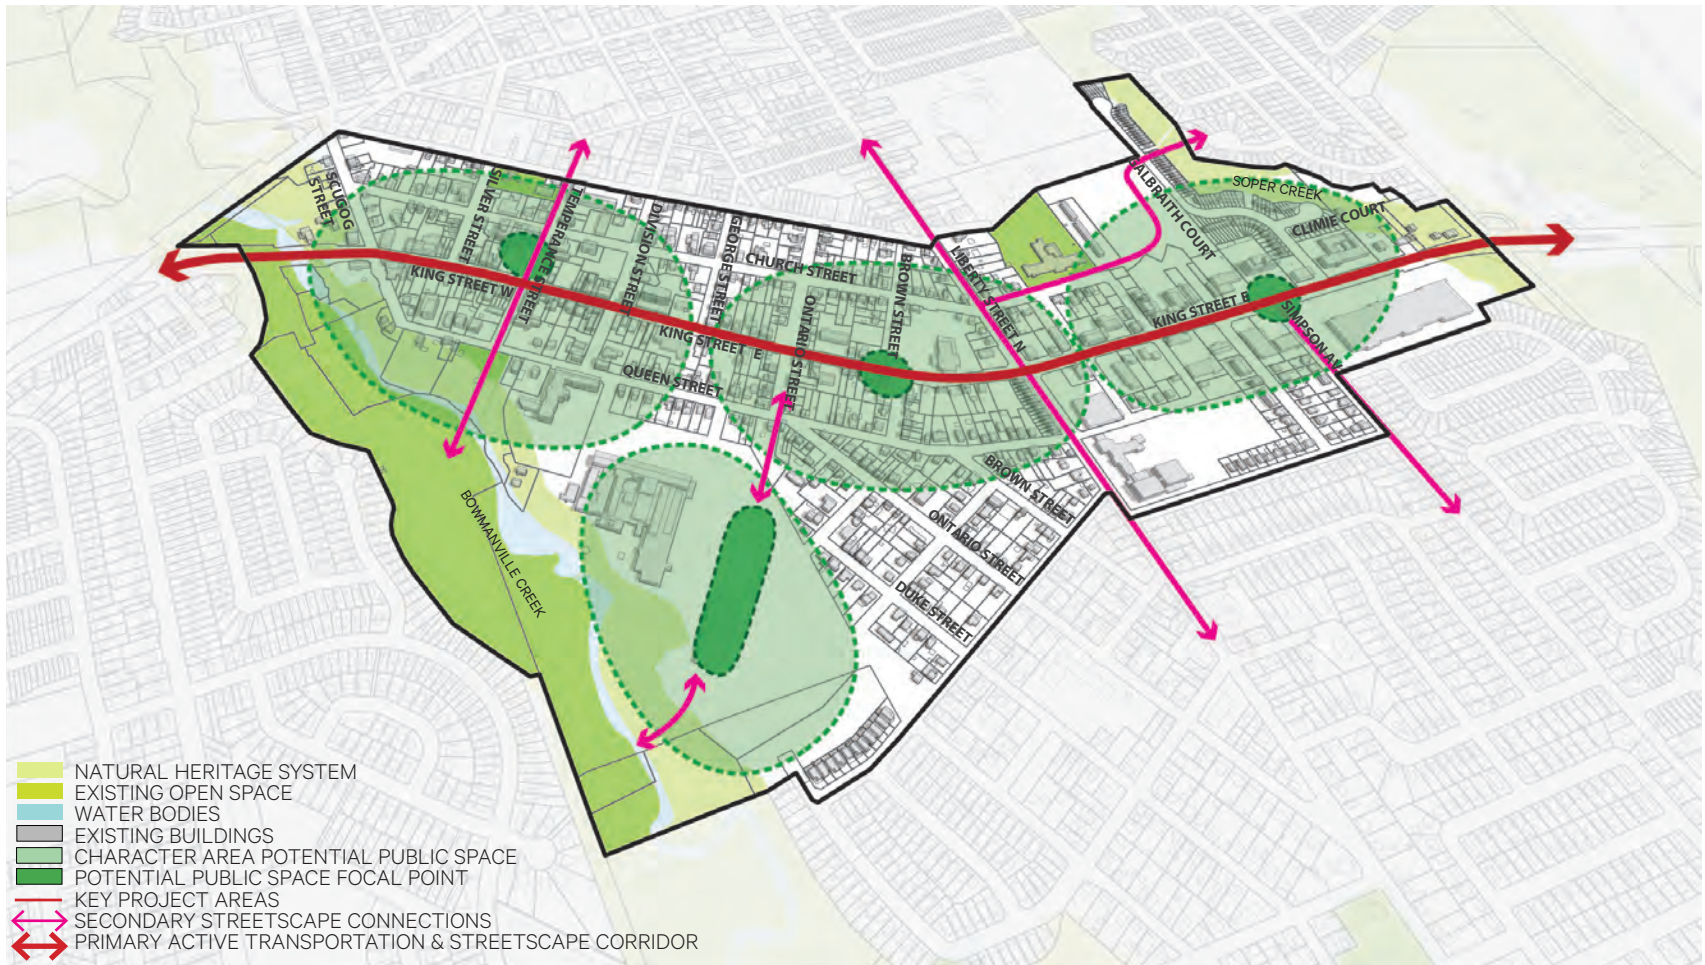 SCUGOG
STREET
SILVER STREET
TEMPERANCE STREET
DIVISION STREET
GEORGE STREET
CHURCH STREET
BROWN STREET
ONTARIO STREET
LIBERTY STREET N
GALBRAITH COURT
SOPER CREEK
CLIMIE COURT
KING STREET W
KING STREET E
KING STREET E
SIMPSON AV
QUEEN STREET
BROWN STREET
ONTARIO STREET
DUKE STREET
BOWMANVILLE CREEK
NATURAL HERITAGE SYSTEM
EXISTING OPEN SPACE
WATER BODIES
EXISTING BUILDINGS
CHARACTER AREA POTENTIAL PUBLIC SPACE
POTENTIAL PUBLIC SPACE FOCAL POINT
KEY PROJECT AREAS
SECONDARY STREETSCAPE CONNECTIONS
PRIMARY ACTIVE TRANSPORTATION & STREETSCAPE CORRIDOR